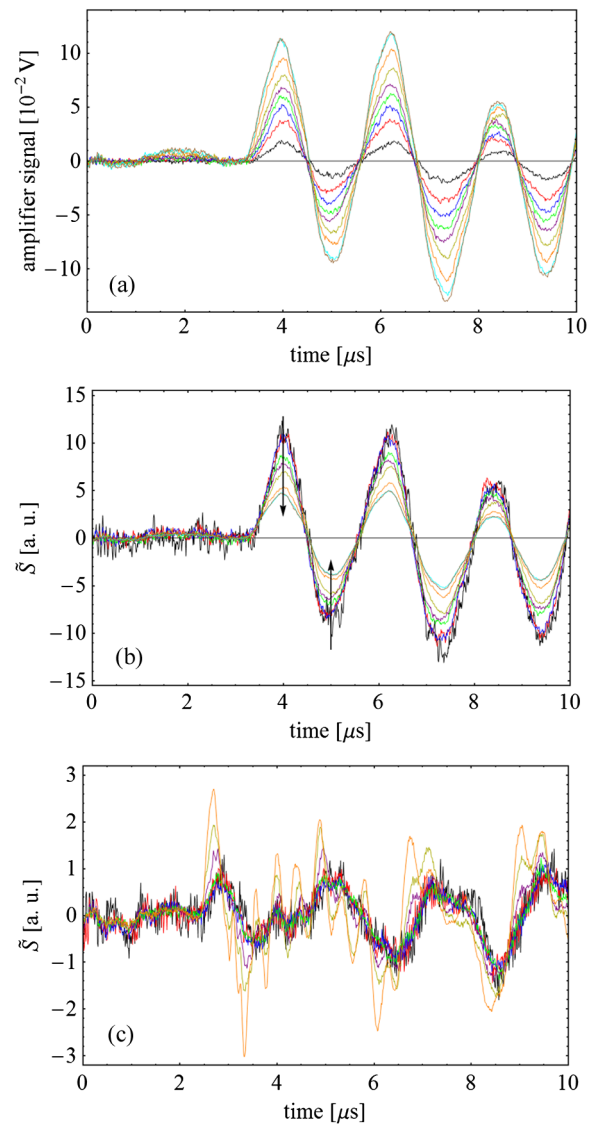 10
5
0
−5
−10
amplifier signal [10⁻² V]
(a)
0 2 4 6 8 10
time [μs]
15
10
5
0
−5
−10
−15
S̃ [a. u.]
(b)
0 2 4 6 8 10
time [μs]
3
2
1
0
−1
−2
−3
S̃ [a. u.]
(c)
0 2 4 6 8 10
time [μs]